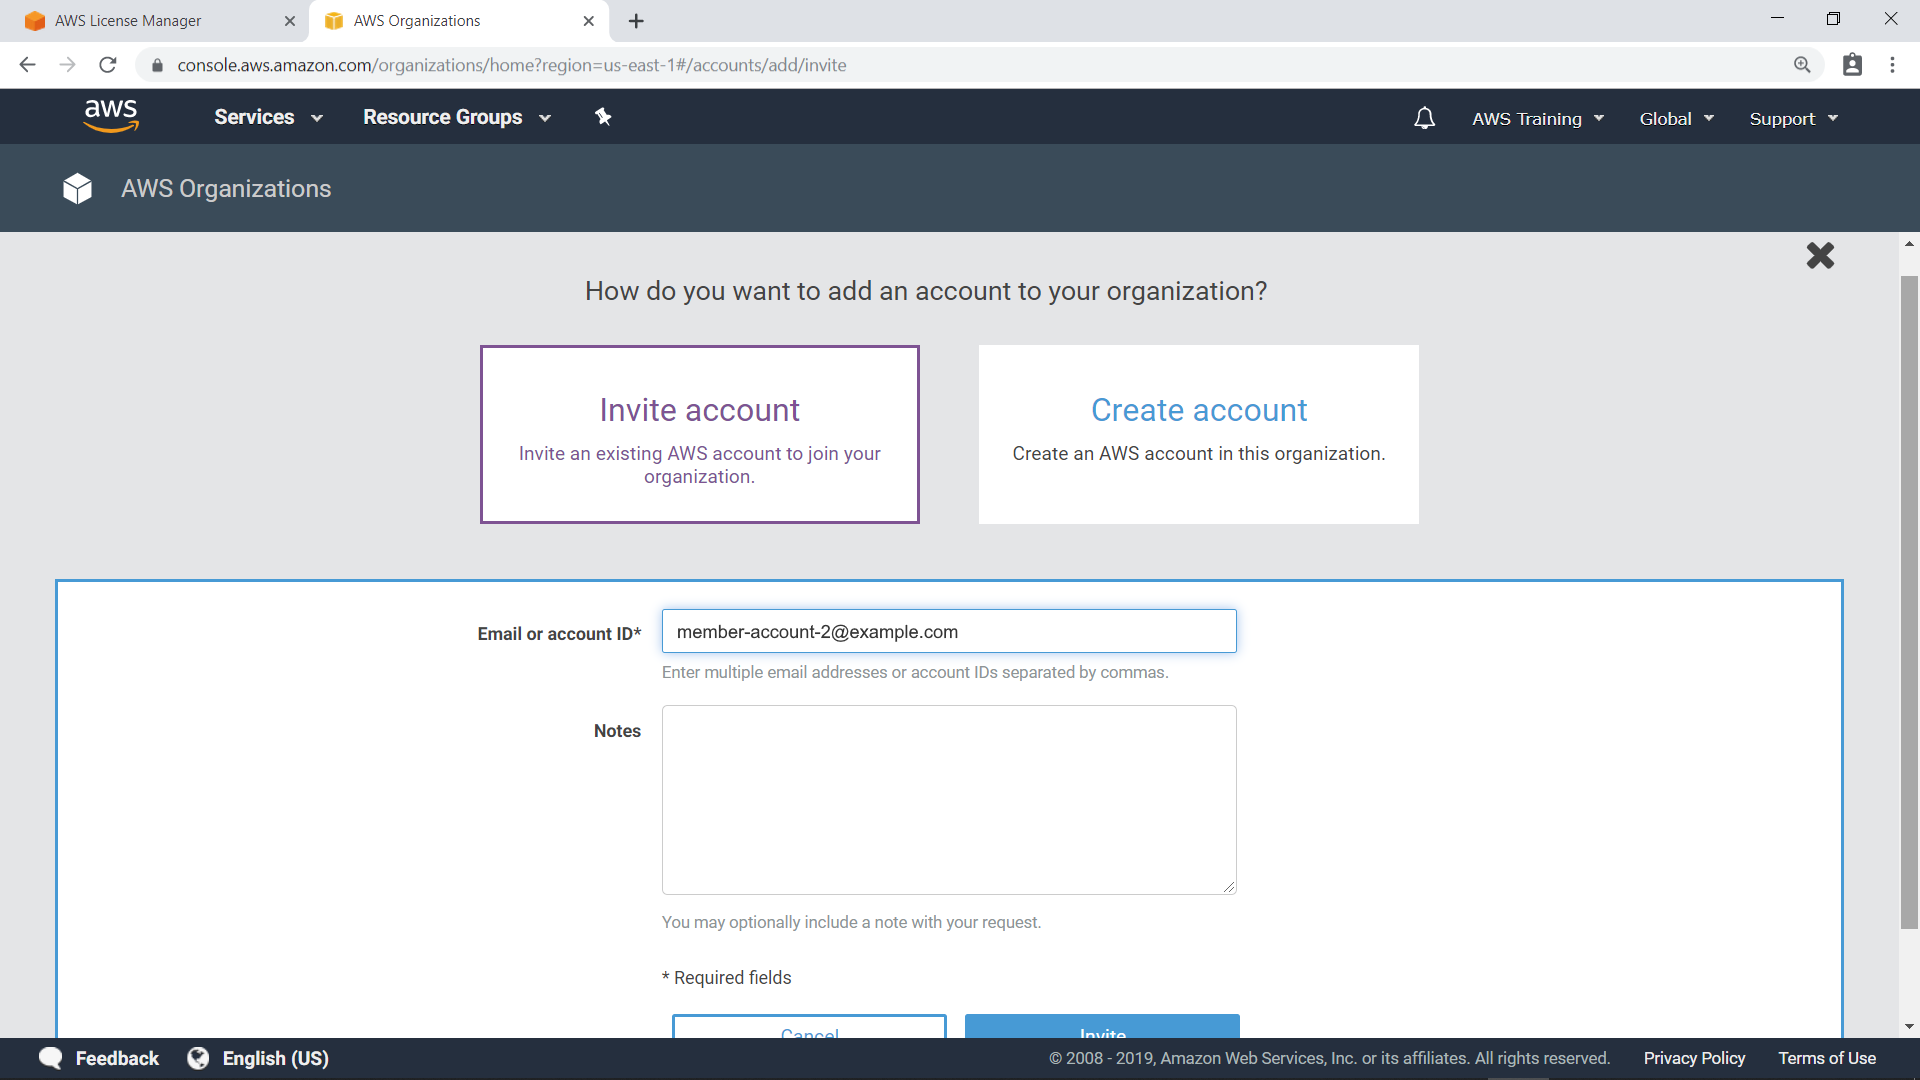 AWS License Manager
AWS Organizations
console.aws.amazon.com/organizations/home?region=us-east-1#/accounts/add/invite
aws
Services
Resource Groups
AWS Training
Global
Support
AWS Organizations
How do you want to add an account to your organization?
Invite account
Invite an existing AWS account to join your
organization.
Create account
Create an AWS account in this organization.
Email or account ID*
member-account-2@example.com
Enter multiple email addresses or account IDs separated by commas.
Notes
You may optionally include a note with your request.
* Required fields
Cancel
Invite
Feedback
English (US)
© 2008 - 2019, Amazon Web Services, Inc. or its affiliates. All rights reserved.
Privacy Policy
Terms of Use